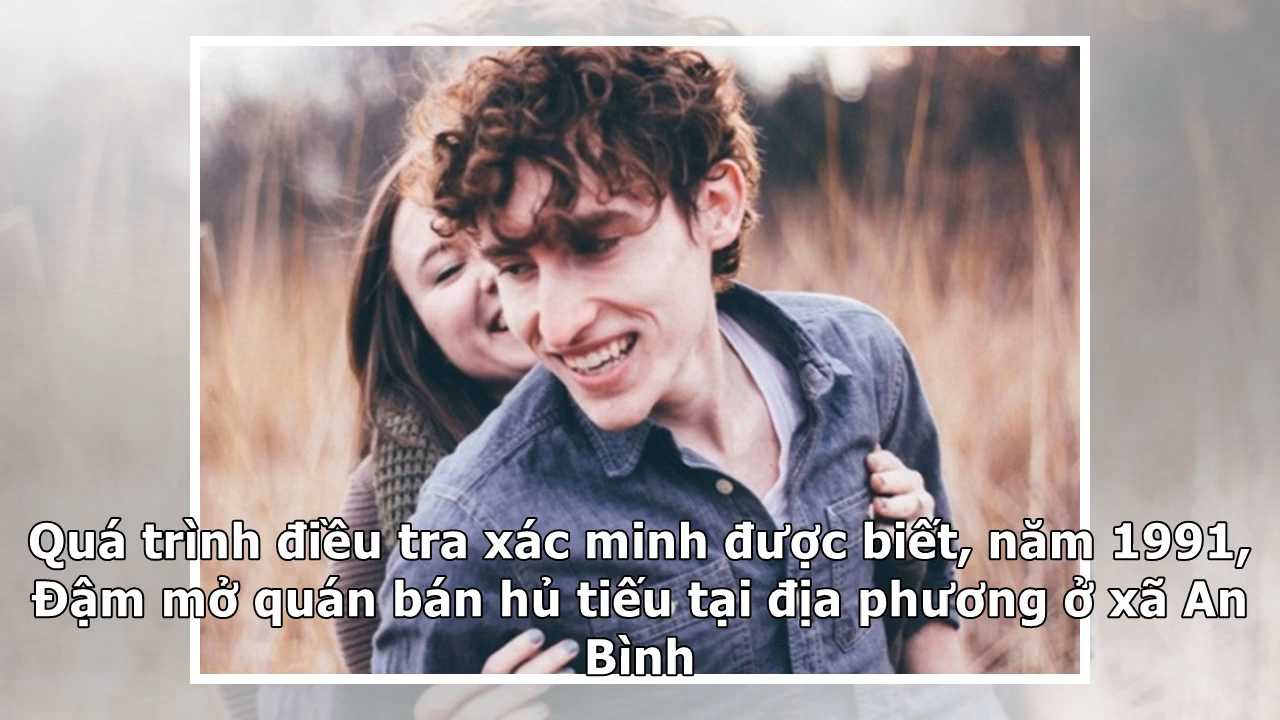 Quá trình điều tra xác minh được biết, năm 1991,
Đậm mở quán bán hủ tiếu tại địa phương ở xã An
Bình